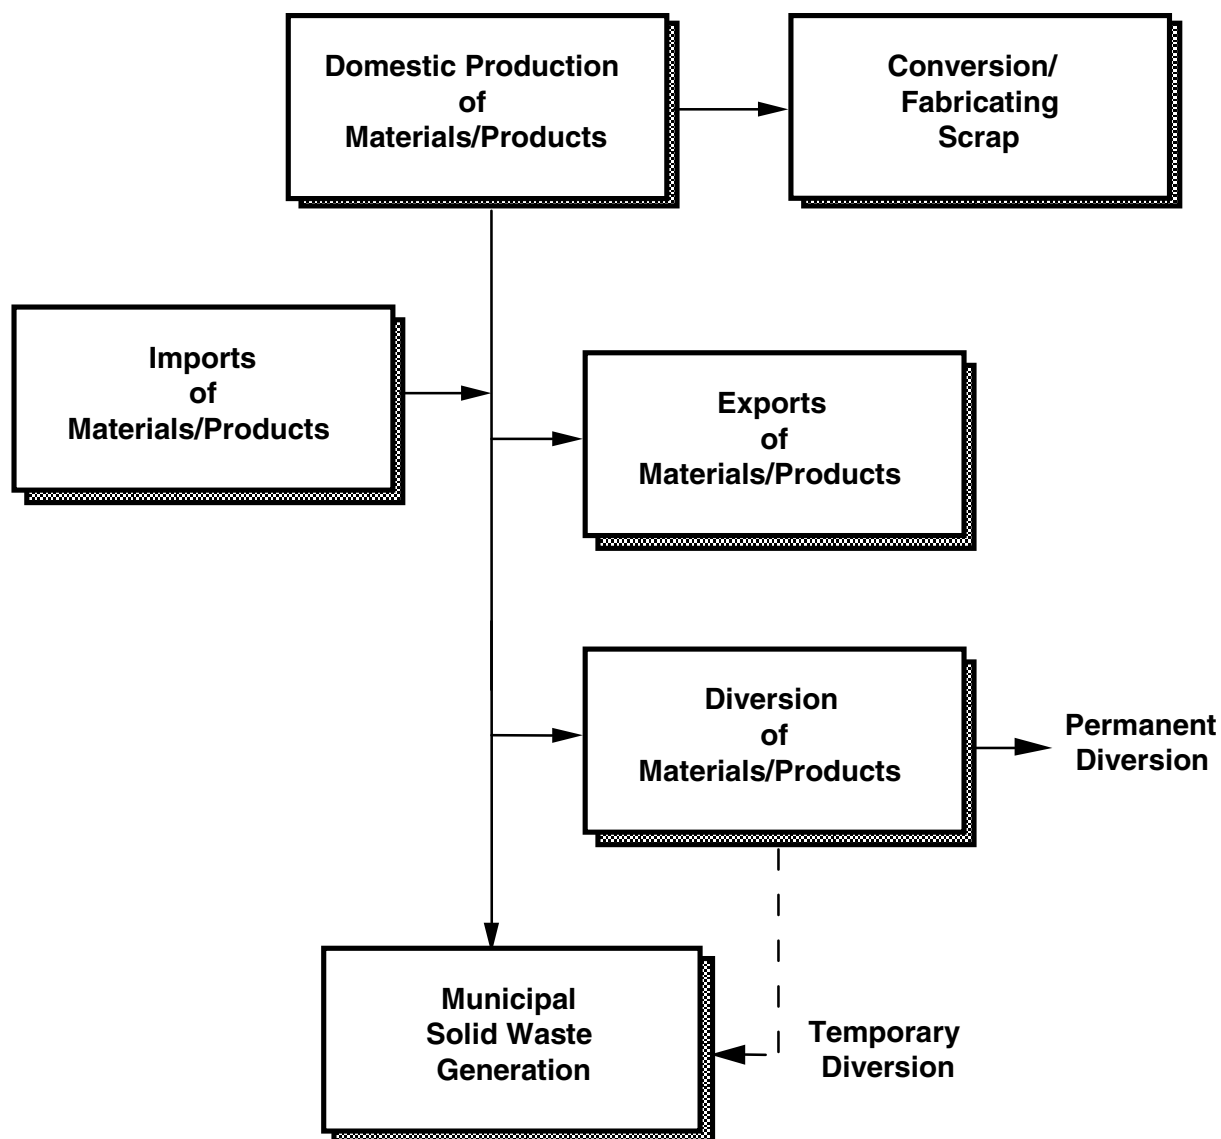 Domestic Production
of
Materials/Products
Conversion/
Fabricating
Scrap
Imports
of
Materials/Products
Exports
of
Materials/Products
Diversion
of
Materials/Products
Permanent
Diversion
Municipal
Solid Waste
Generation
Temporary
Diversion